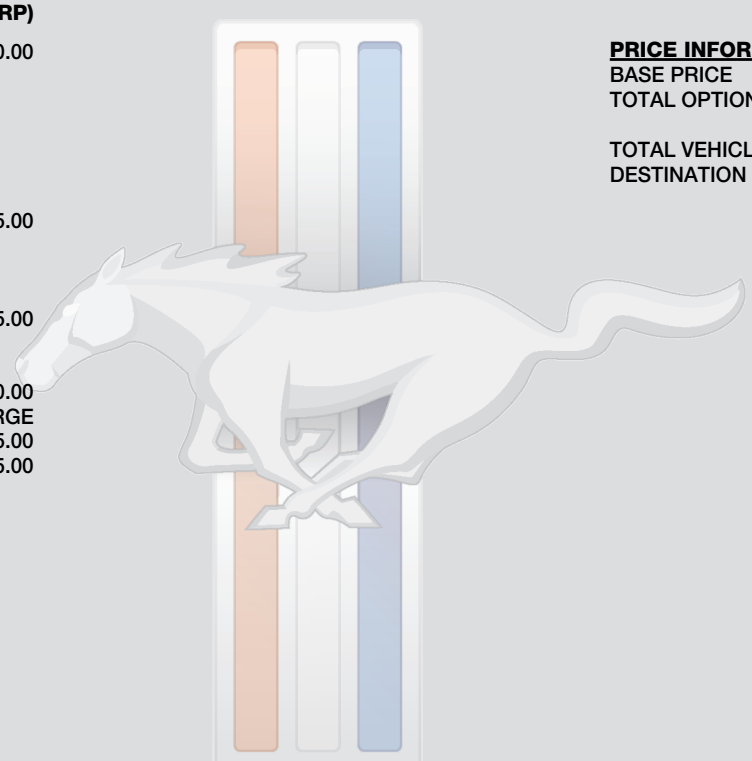 RP)
0.00
5.00
5.00
0.00
RGE
5.00
5.00
PRICE INFOR
BASE PRICE
TOTAL OPTION
TOTAL VEHICL
DESTINATION